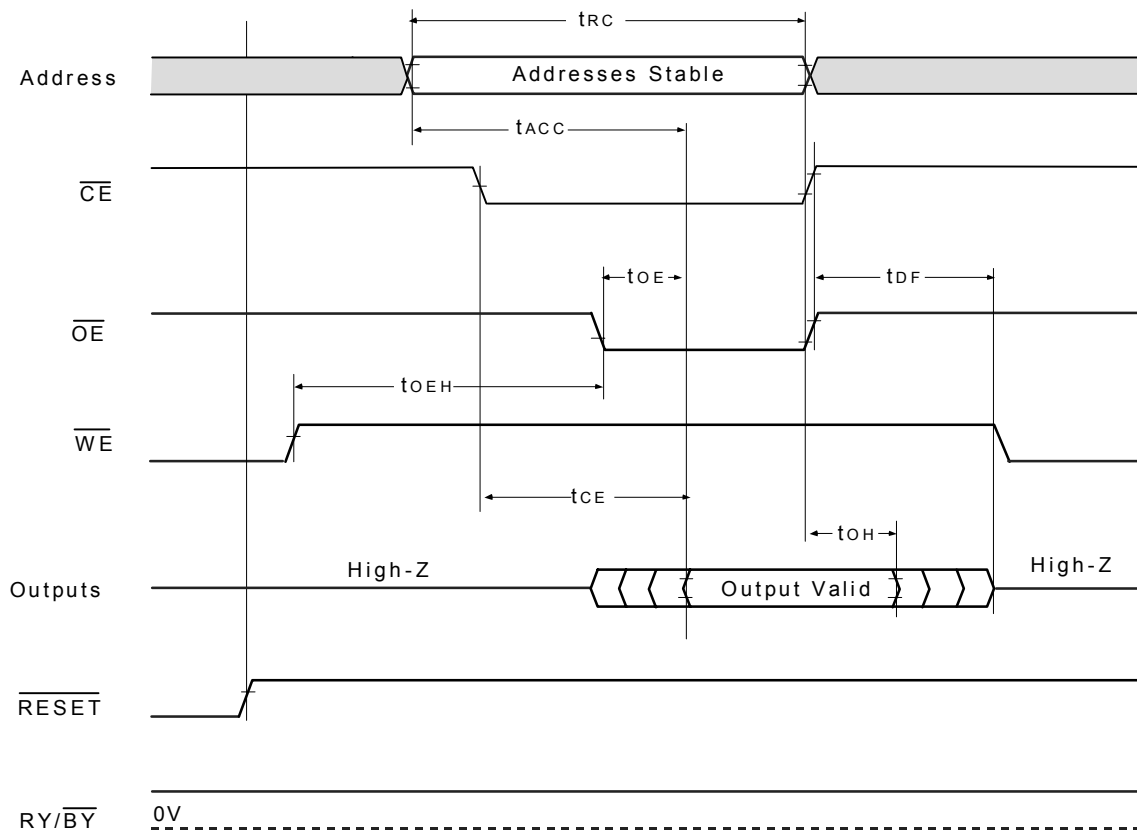 tRC
Address
Addresses Stable
tACC
CE
tOE
tDF
OE
tOEH
WE
tCE
tOH
High-Z
High-Z
Outputs
Output Valid
RESET
0V
RY/BY